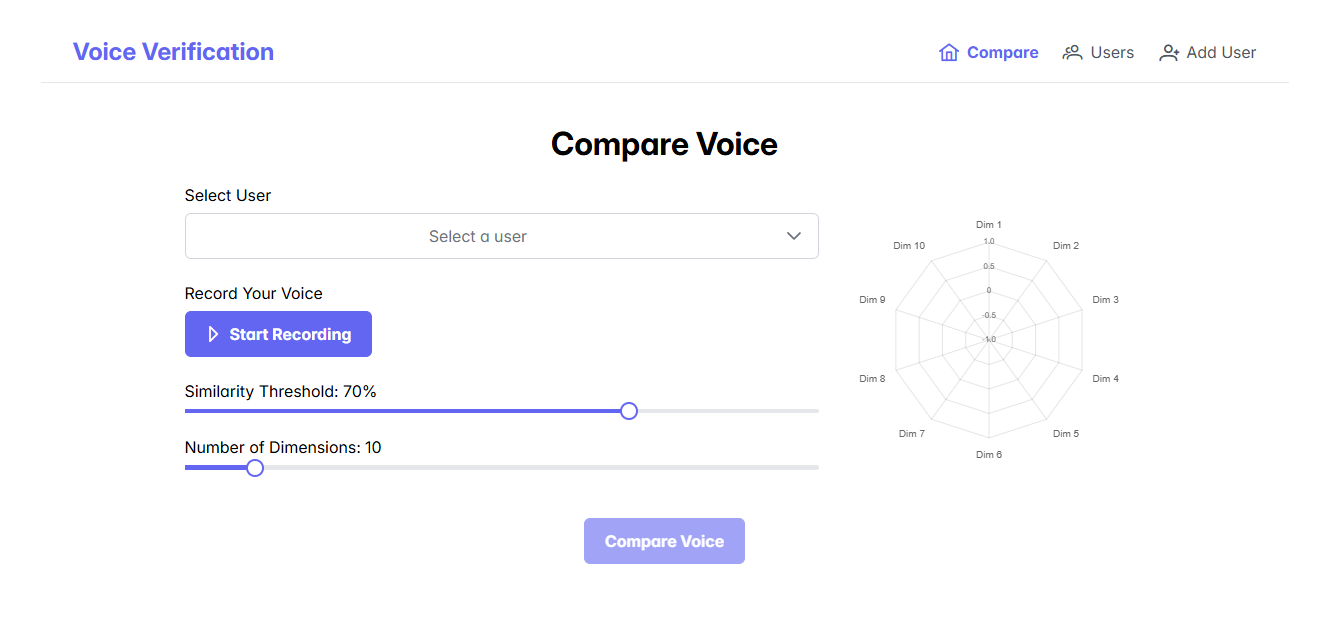 Voice Verification
Compare
Users
Add User
Compare Voice
Select User
Select a user
Record Your Voice
Start Recording
Similarity Threshold: 70%
Number of Dimensions: 10
Dim 1
Dim 10
1.0
Dim 2
0.5
0
Dim 9
Dim 3
-0.5
-1.0
Dim 8
Dim 4
Dim 7
Dim 5
Dim 6
Compare Voice